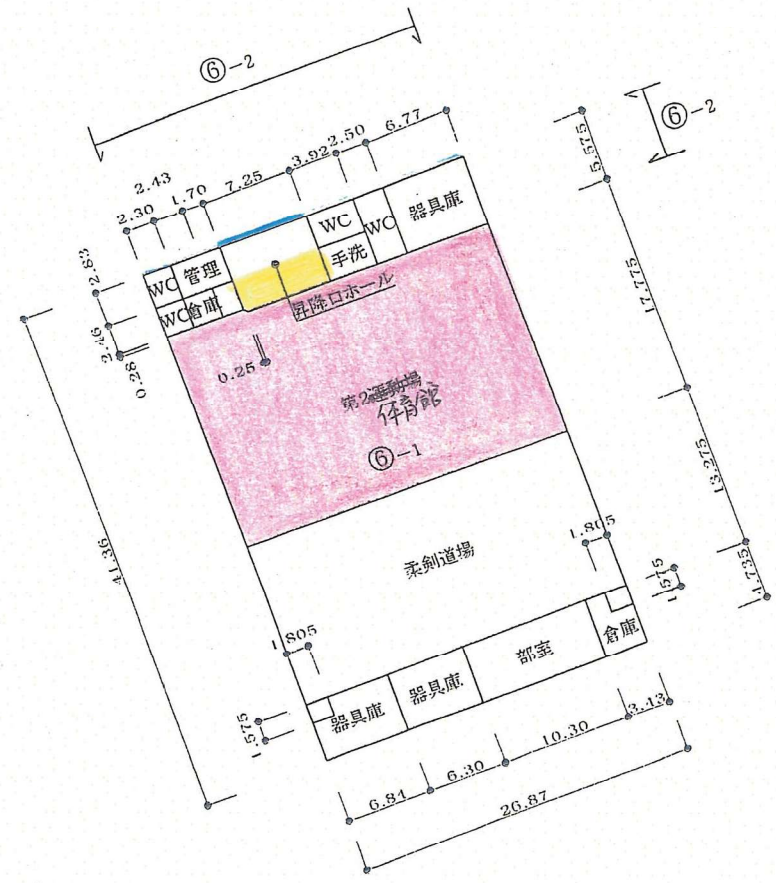 ⑥-2
⑥-2
2.43
2.30
1.70
7.25
3.92
2.50
6.77
5.575
2.83
2.46
0.28
WC
管理
WC
倉庫
WC
手洗
WC
器具庫
昇降口ホール
0.25
第2運動場
体育館
⑥-1
17.775
41.36
柔剣道場
13.275
1.805
1.575
4.735
1.805
1.575
器具庫
器具庫
部室
倉庫
6.84
6.30
10.30
3.43
26.87